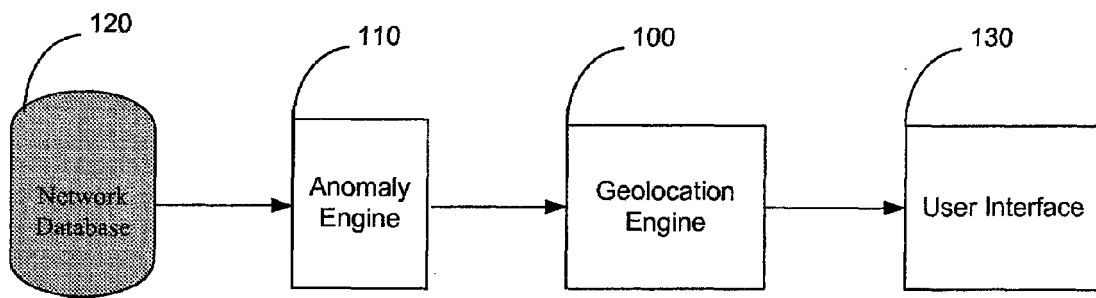 120
110
100
130
Network
Database
Anomaly
Engine
Geolocation
Engine
User Interface